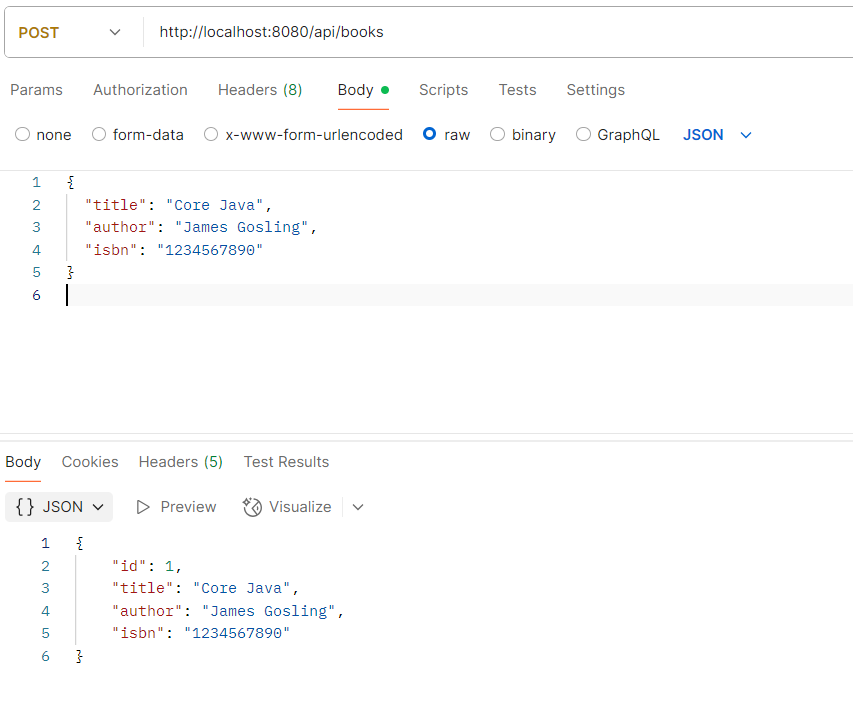 POST http://localhost:8080/api/books
Params Authorization Headers (8) Body Scripts Tests Settings
none form-data x-www-form-urlencoded raw binary GraphQL JSON
1 {
2 "title": "Core Java",
3 "author": "James Gosling",
4 "isbn": "1234567890"
5 }
6
Body Cookies Headers (5) Test Results
{} JSON Preview Visualize
1 {
2 "id": 1,
3 "title": "Core Java",
4 "author": "James Gosling",
5 "isbn": "1234567890"
6 }